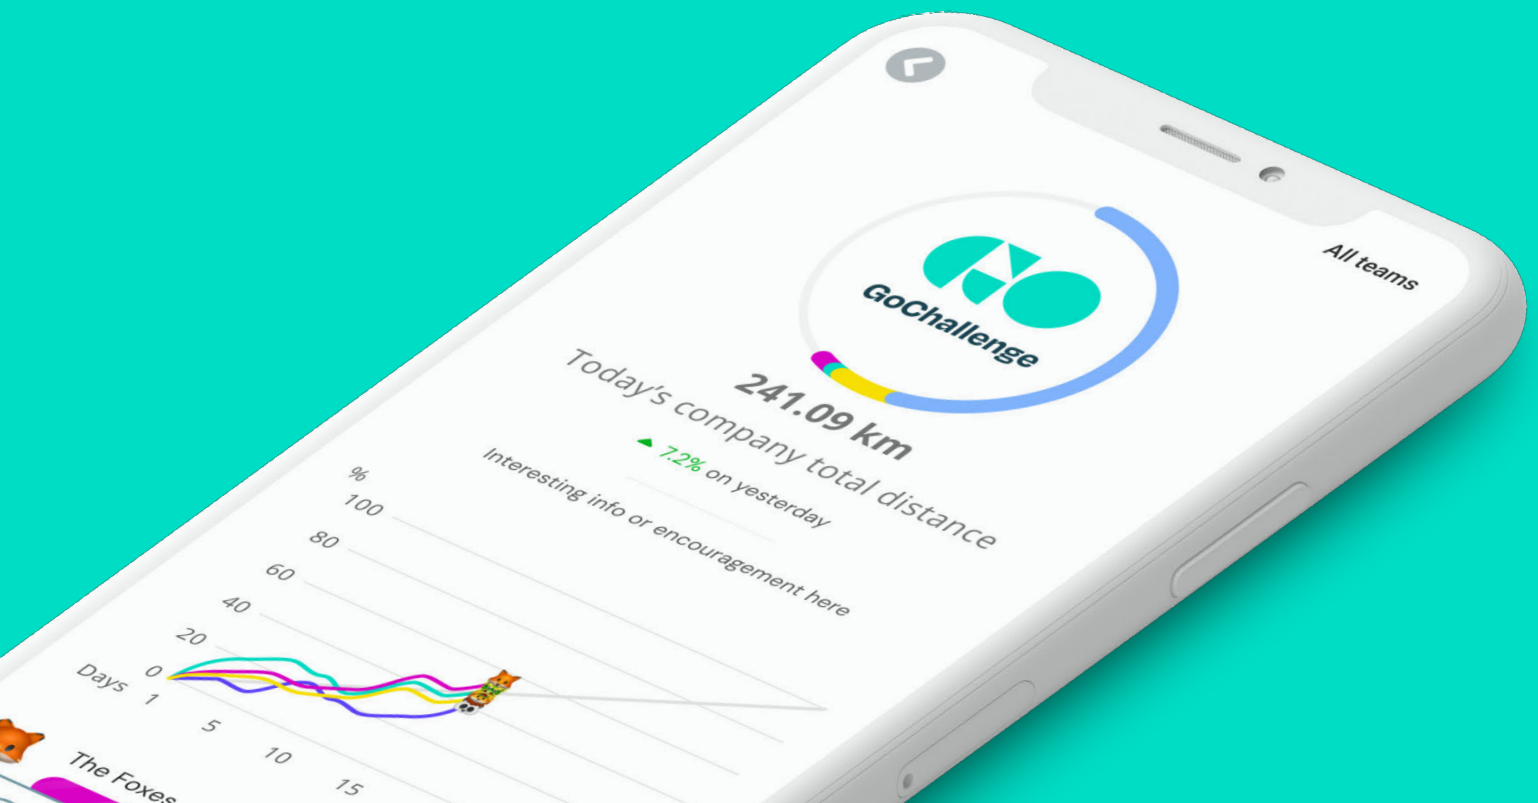 All teams
GoChallenge
241.09 km
Today's company total distance
7.2% on yesterday
Interesting info or encouragement here
%
100
80
60
40
20
0
Days 1 5 10 15
The Foxes